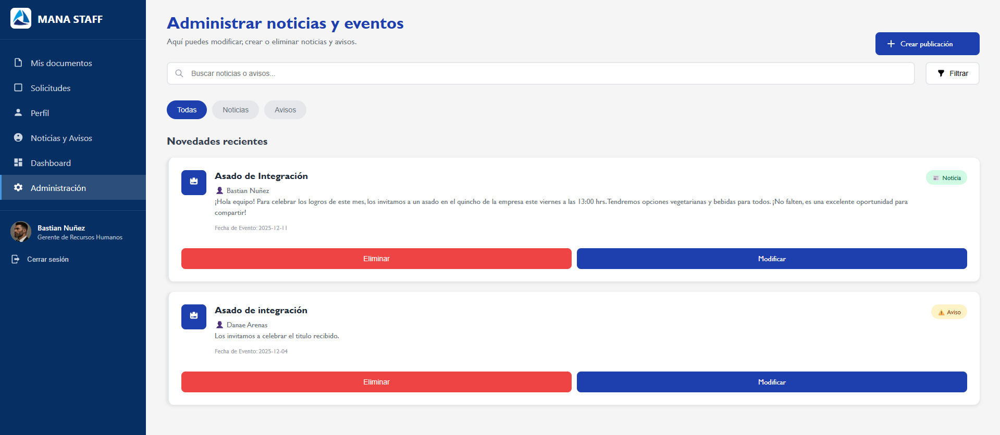 MANA STAFF
Mis documentos
Solicitudes
Perfil
Noticias y Avisos
Dashboard
Administración
Bastian Nuñez
Gerente de Recursos Humanos
Cerrar sesión
Administrar noticias y eventos
Aquí puedes modificar, crear o eliminar noticias y avisos.
Crear publicación
Buscar noticias o avisos...
Filtrar
Todas
Noticias
Avisos
Novedades recientes
Asado de Integración
Noticia
Bastian Nuñez
¡Hola equipo! Para celebrar los logros de este mes, los invitamos a un asado en el quincho de la empresa este viernes a las 13:00 hrs. Tendremos opciones vegetarianas y bebidas para todos. ¡No falten, es una excelente oportunidad para
compartir!
Fecha de Evento: 2025-12-11
Eliminar
Modificar
Asado de integración
Aviso
Danae Arenas
Los invitamos a celebrar el titulo recibido.
Fecha de Evento: 2025-12-04
Eliminar
Modificar